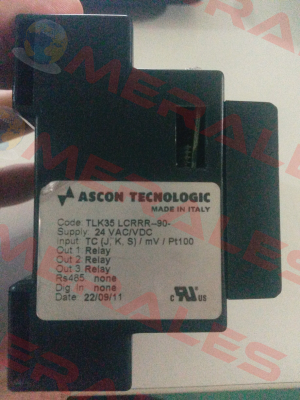 ASCON TECNOLOGIC
MADE IN ITALY
Code: TLK35 LCRRR-90-
Supply: 24 VAC/VDC
Input: TC (J, K, S) / mV / Pt100
Out 1: Relay
Out 2: Relay
Out 3: Relay
Rs485: none
Dig in: none
Date: 22/09/11
C US